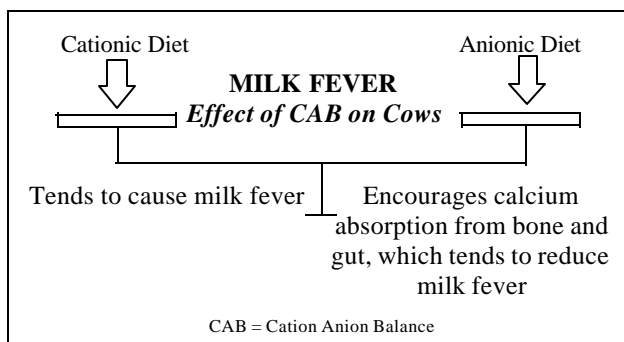 Cationic Diet
Anionic Diet
MILK FEVER
Effect of CAB on Cows
Tends to cause milk fever
Encourages calcium
absorption from bone and
gut, which tends to reduce
milk fever
CAB = Cation Anion Balance